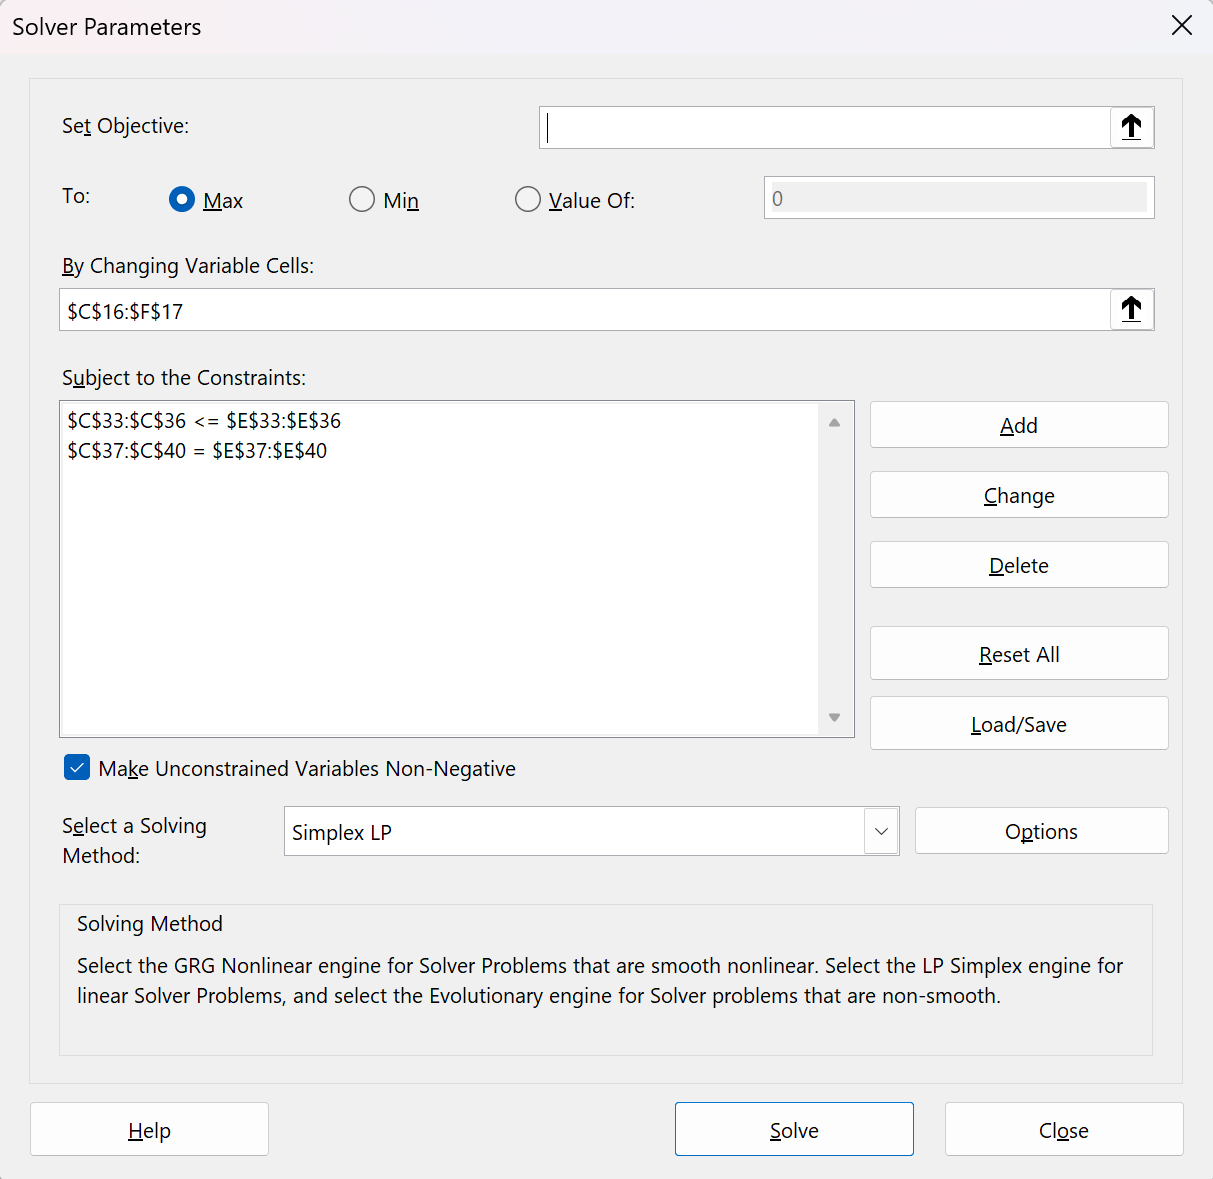 Solver Parameters
Set Objective:
To:
Max
Min
Value Of:
0
By Changing Variable Cells:
$C$16:$F$17
Subject to the Constraints:
$C$33:$C$36 <= $E$33:$E$36
$C$37:$C$40 = $E$37:$E$40
Add
Change
Delete
Reset All
Load/Save
Make Unconstrained Variables Non-Negative
Select a Solving
Method:
Simplex LP
Options
Solving Method
Select the GRG Nonlinear engine for Solver Problems that are smooth nonlinear. Select the LP Simplex engine for
linear Solver Problems, and select the Evolutionary engine for Solver problems that are non-smooth.
Help
Solve
Close